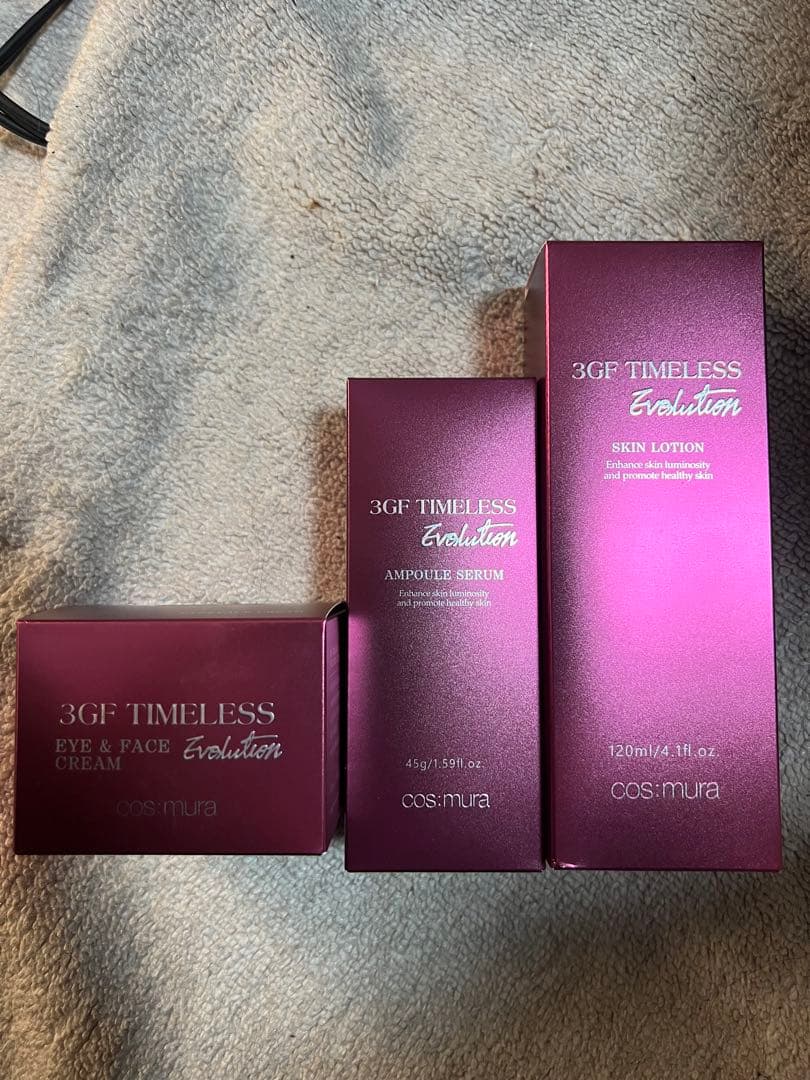 3GF TIMELESS
EYE & FACE Evolution
CREAM
cos:mura
3GF TIMELESS
Evolution
AMPOULE SERUM
Enhance skin luminosity
and promote healthy skin
45g/1.59fl.oz.
cos:mura
3GF TIMELESS
Evolution
SKIN LOTION
Enhance skin luminosity
and promote healthy skin
120ml/4.1fl.oz.
cos:mura